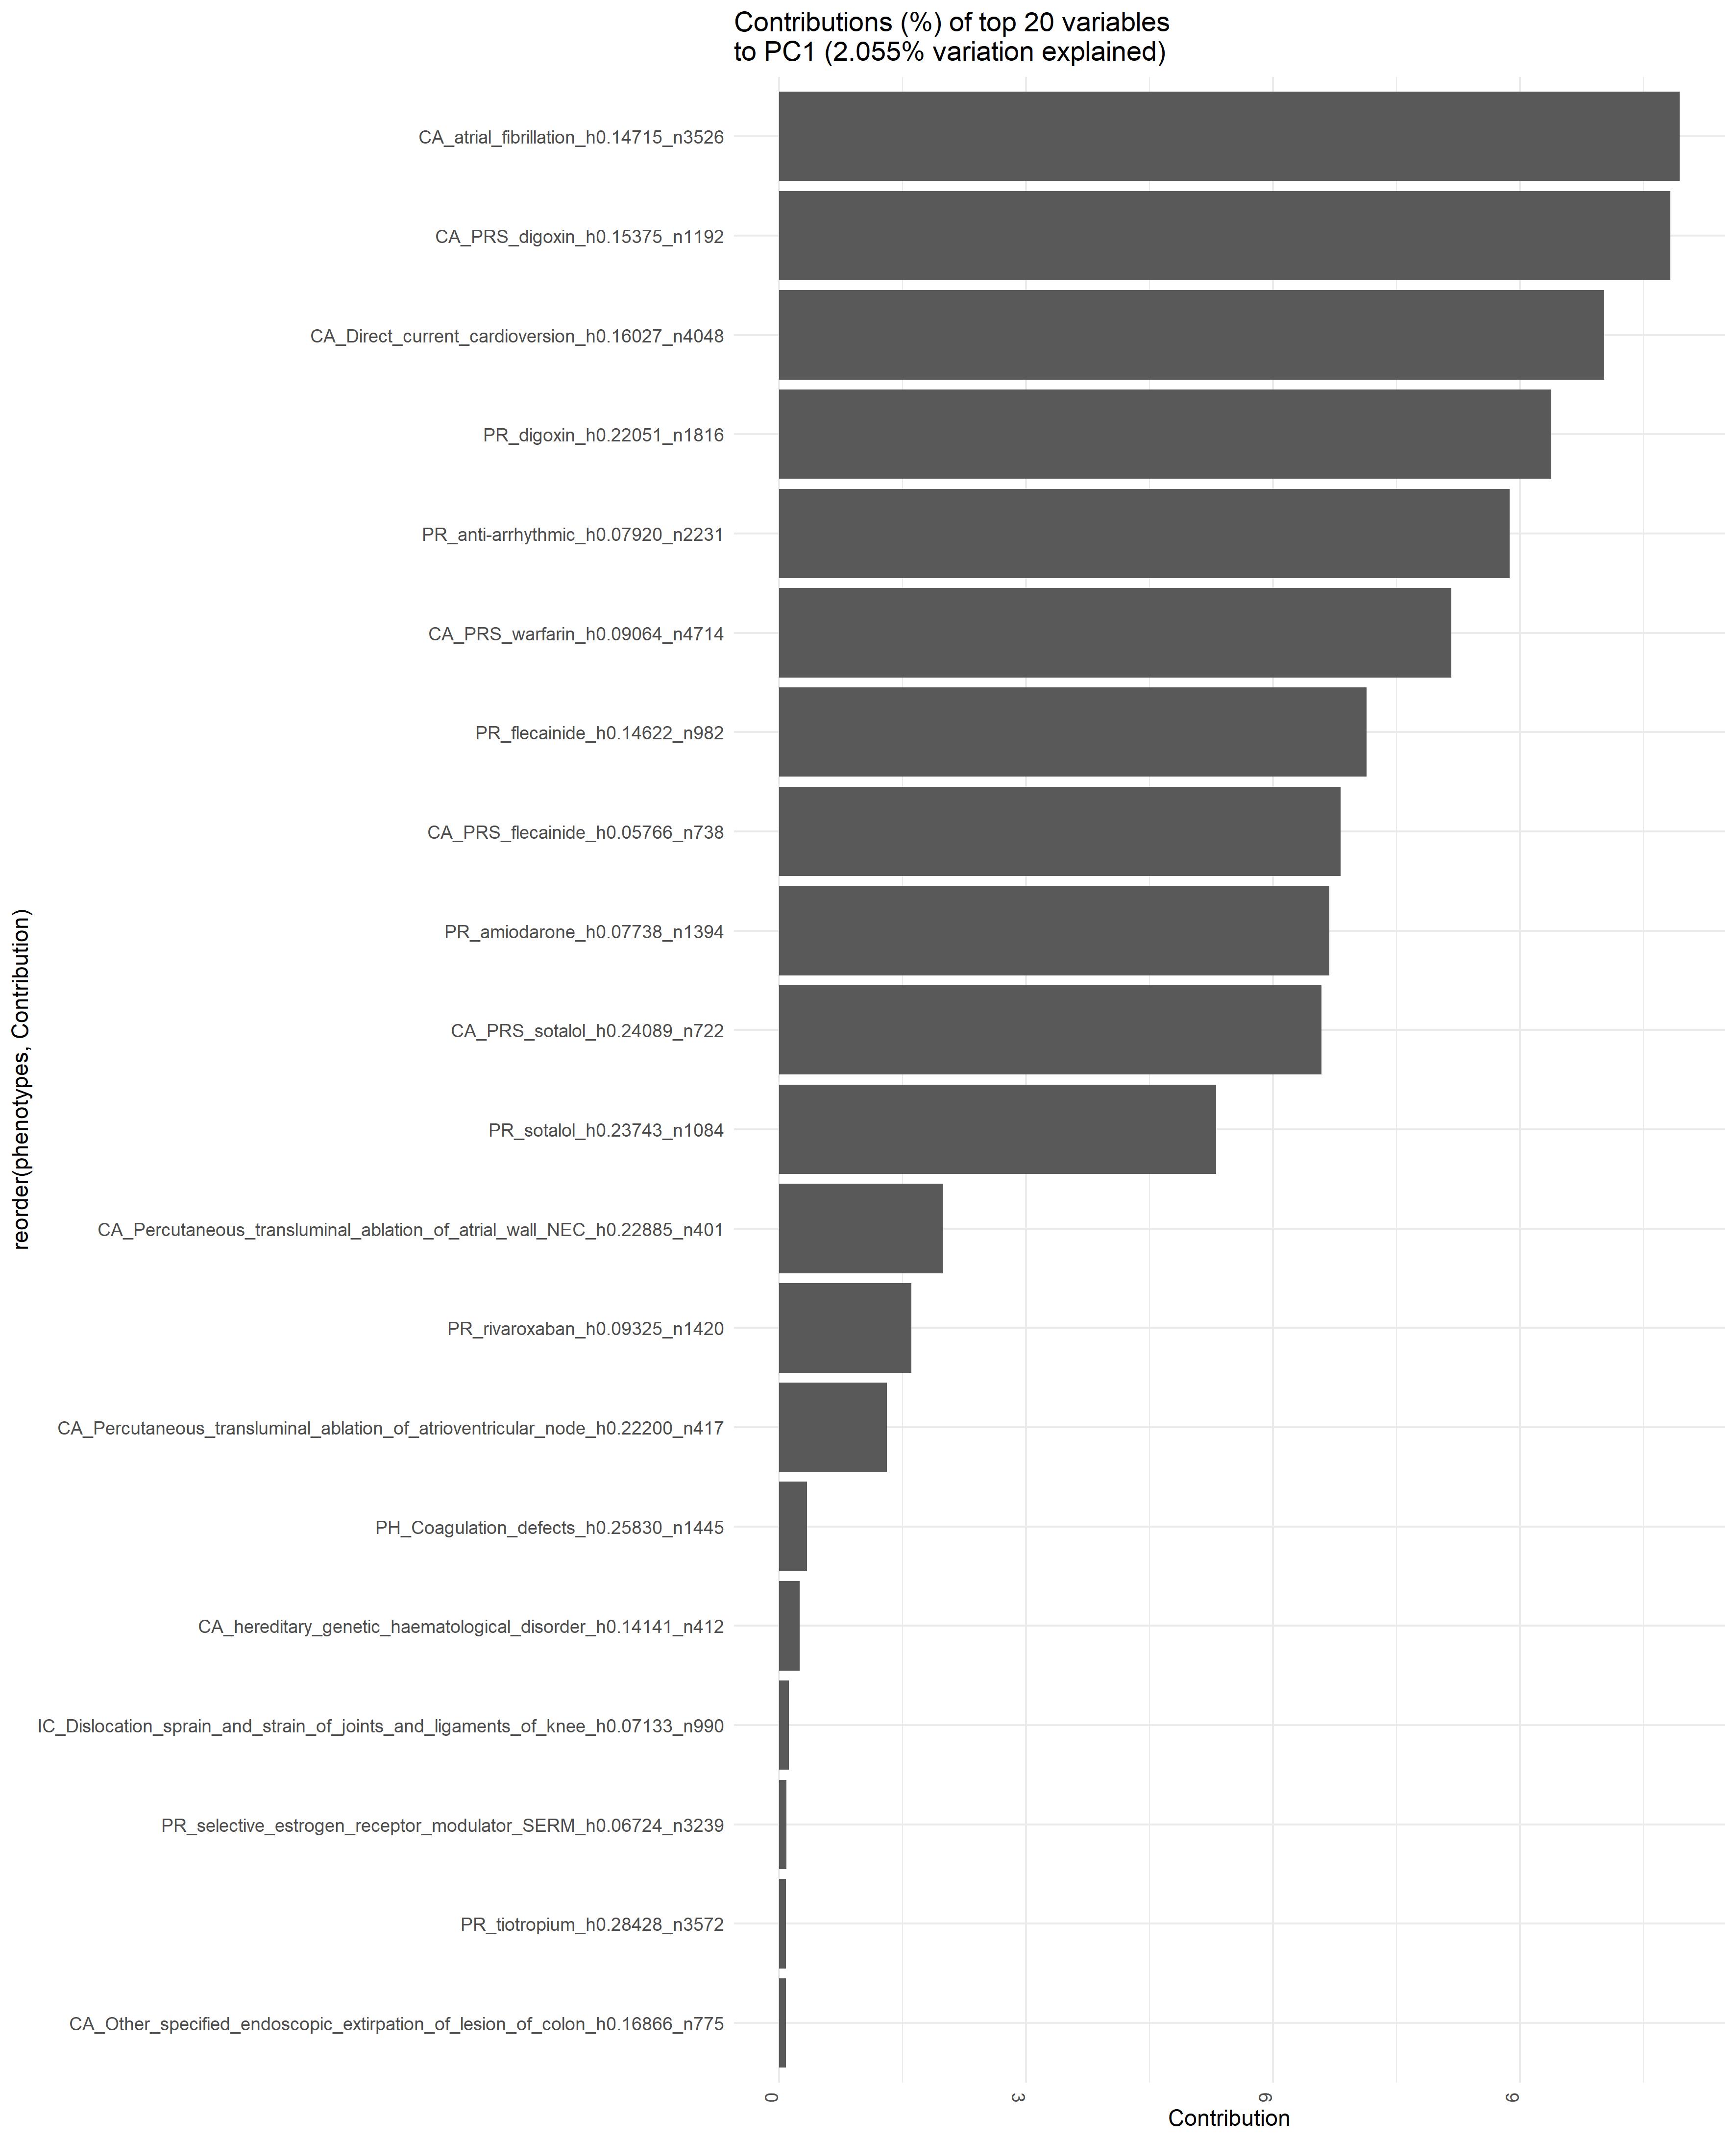 Contributions (%) of top 20 variables
to PC1 (2.055% variation explained)
CA_atrial_fibrillation_h0.14715_n3526
CA_PRS_digoxin_h0.15375_n1192
CA_Direct_current_cardioversion_h0.16027_n4048
PR_digoxin_h0.22051_n1816
PR_anti-arrhythmic_h0.07920_n2231
CA_PRS_warfarin_h0.09064_n4714
PR_flecainide_h0.14622_n982
CA_PRS_flecainide_h0.05766_n738
PR_amiodarone_h0.07738_n1394
CA_PRS_sotalol_h0.24089_n722
PR_sotalol_h0.23743_n1084
CA_Percutaneous_transluminal_ablation_of_atrial_wall_NEC_h0.22885_n401
PR_rivaroxaban_h0.09325_n1420
CA_Percutaneous_transluminal_ablation_of_atrioventricular_node_h0.22200_n417
PH_Coagulation_defects_h0.25830_n1445
CA_hereditary_genetic_haematological_disorder_h0.14141_n412
IC_Dislocation_sprain_and_strain_of_joints_and_ligaments_of_knee_h0.07133_n990
PR_selective_estrogen_receptor_modulator_SERM_h0.06724_n3239
PR_tiotropium_h0.28428_n3572
CA_Other_specified_endoscopic_extirpation_of_lesion_of_colon_h0.16866_n775
reorder(phenotypes, Contribution)
0 3 6 9
Contribution